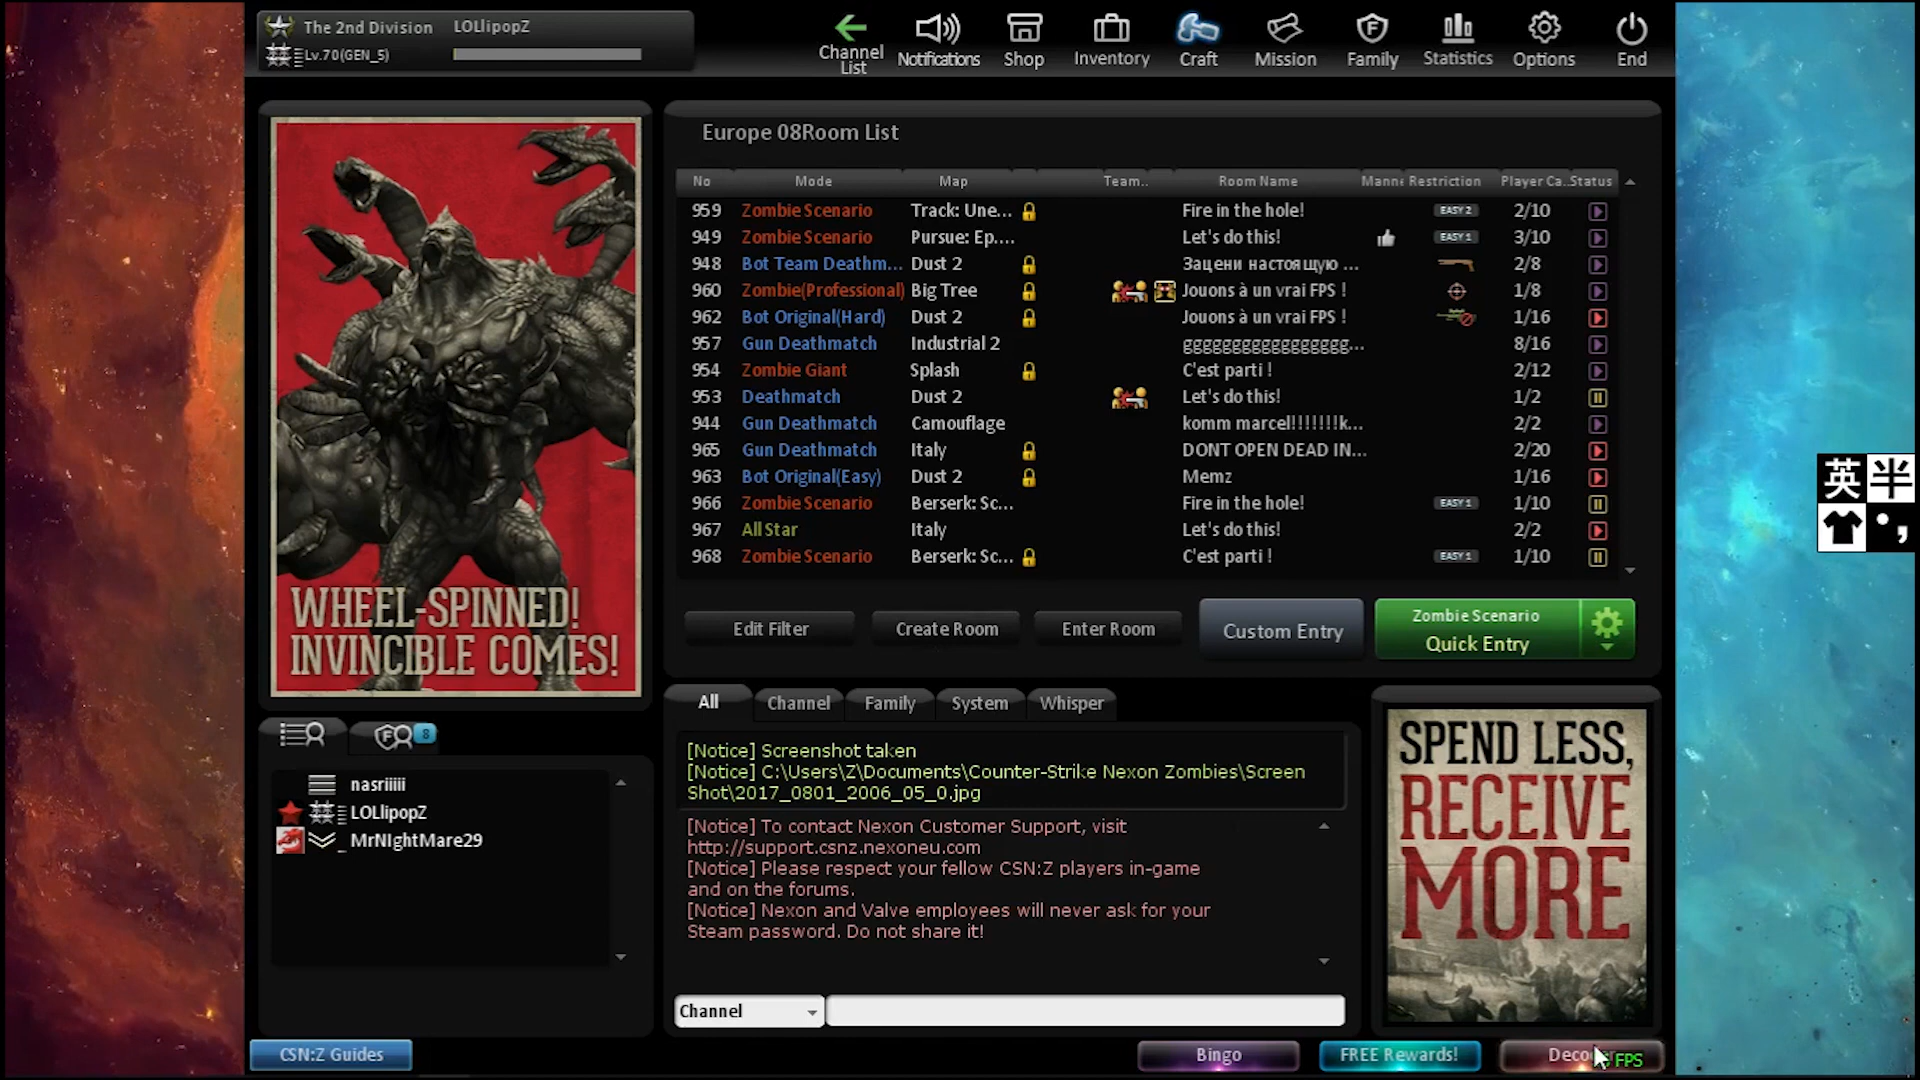 The 2nd Division LOLlipopZ
Lv.70(GEN_5)
Channel List
Notifications
Shop
Inventory
Craft
Mission
Family
Statistics
Options
End
WHEEL-SPINNED!
INVINCIBLE COMES!
Europe 08Room List
No Mode Map Team.. Room Name Manne Restriction Player Ca..Status
959 Zombie Scenario Track: Une... Fire in the hole! EASY 2 2/10
949 Zombie Scenario Pursue: Ep.... Let's do this! EASY 1 3/10
948 Bot Team Deathm... Dust 2 Зацени настоящую ... 2/8
960 Zombie(Professional) Big Tree Jouons à un vrai FPS ! 1/8
962 Bot Original(Hard) Dust 2 Jouons à un vrai FPS ! 1/16
957 Gun Deathmatch Industrial 2 ggggggggggggggggg... 8/16
954 Zombie Giant Splash C'est parti ! 2/12
953 Deathmatch Dust 2 Let's do this! 1/2
944 Gun Deathmatch Camouflage komm marcel!!!!!!!k... 2/2
965 Gun Deathmatch Italy DONT OPEN DEAD IN... 2/20
963 Bot Original(Easy) Dust 2 Memz 1/16
966 Zombie Scenario Berserk: Sc... Fire in the hole! EASY 1 1/10
967 All Star Italy Let's do this! 2/2
968 Zombie Scenario Berserk: Sc... C'est parti ! EASY 1 1/10
Edit Filter Create Room Enter Room Custom Entry
Zombie Scenario
Quick Entry
All Channel Family System Whisper
[Notice] Screenshot taken
[Notice] C:\Users\Z\Documents\Counter-Strike Nexon Zombies\Screen
Shot\2017_0801_2006_05_0.jpg
[Notice] To contact Nexon Customer Support, visit
http://support.csnz.nexoneu.com
[Notice] Please respect your fellow CSN:Z players in-game
and on the forums.
[Notice] Nexon and Valve employees will never ask for your
Steam password. Do not share it!
Channel
8
nasriiiii
LOLlipopZ
MrNIghtMare29
SPEND LESS,
RECEIVE
MORE
CSN:Z Guides
Bingo
FREE Rewards!
FPS
英半